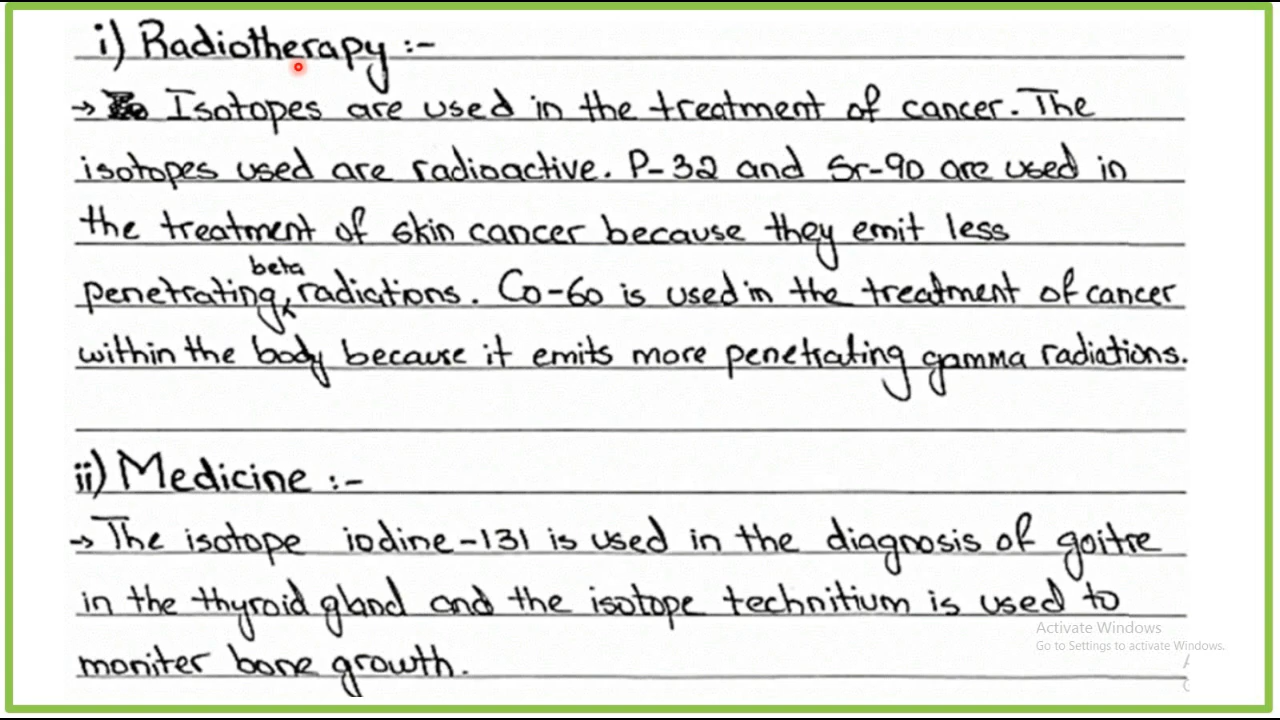 i) Radiotherapy :-
→ Isotopes are used in the treatment of cancer. The
isotopes used are radioactive. P-32 and Sr-90 are used in
the treatment of skin cancer because they emit less
penetrating beta radiations. Co-60 is used in the treatment of cancer
within the body because it emits more penetrating gamma radiations.
ii) Medicine :-
→ The isotope iodine-131 is used in the diagnosis of goitre
in the thyroid gland and the isotope technitium is used to
moniter bone growth.
Activate Windows
Go to Settings to activate Windows.